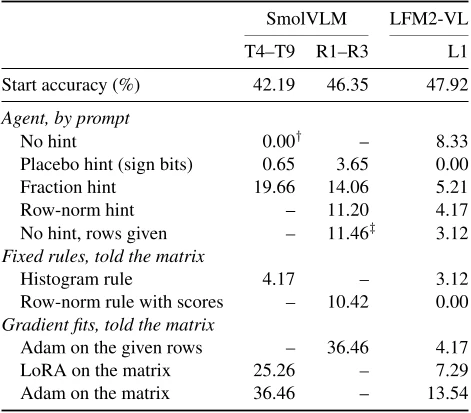 SmolVLM LFM2-VL
T4–T9 R1–R3 L1
Start accuracy (%) 42.19 46.35 47.92
Agent, by prompt
No hint 0.00† – 8.33
Placebo hint (sign bits) 0.65 3.65 0.00
Fraction hint 19.66 14.06 5.21
Row-norm hint – 11.20 4.17
No hint, rows given – 11.46‡ 3.12
Fixed rules, told the matrix
Histogram rule 4.17 – 3.12
Row-norm rule with scores – 10.42 0.00
Gradient fits, told the matrix
Adam on the given rows – 36.46 4.17
LoRA on the matrix 25.26 – 7.29
Adam on the matrix 36.46 – 13.54